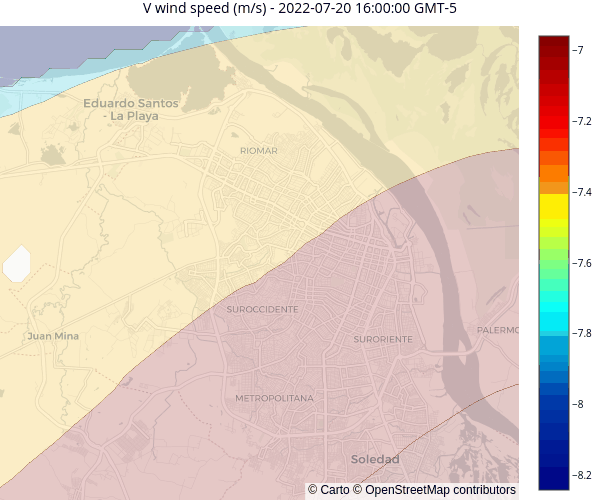 V wind speed (m/s) - 2022-07-20 16:00:00 GMT-5
−7
Eduardo Santos
- La Playa
−7.2
RIOMAR
−7.4
−7.6
SUROCCIDENTE
−7.8
Juan Mina
SURORIENTE
PALERMO
METROPOLITANA
−8
Soledad
−8.2
© Carto © OpenStreetMap contributors